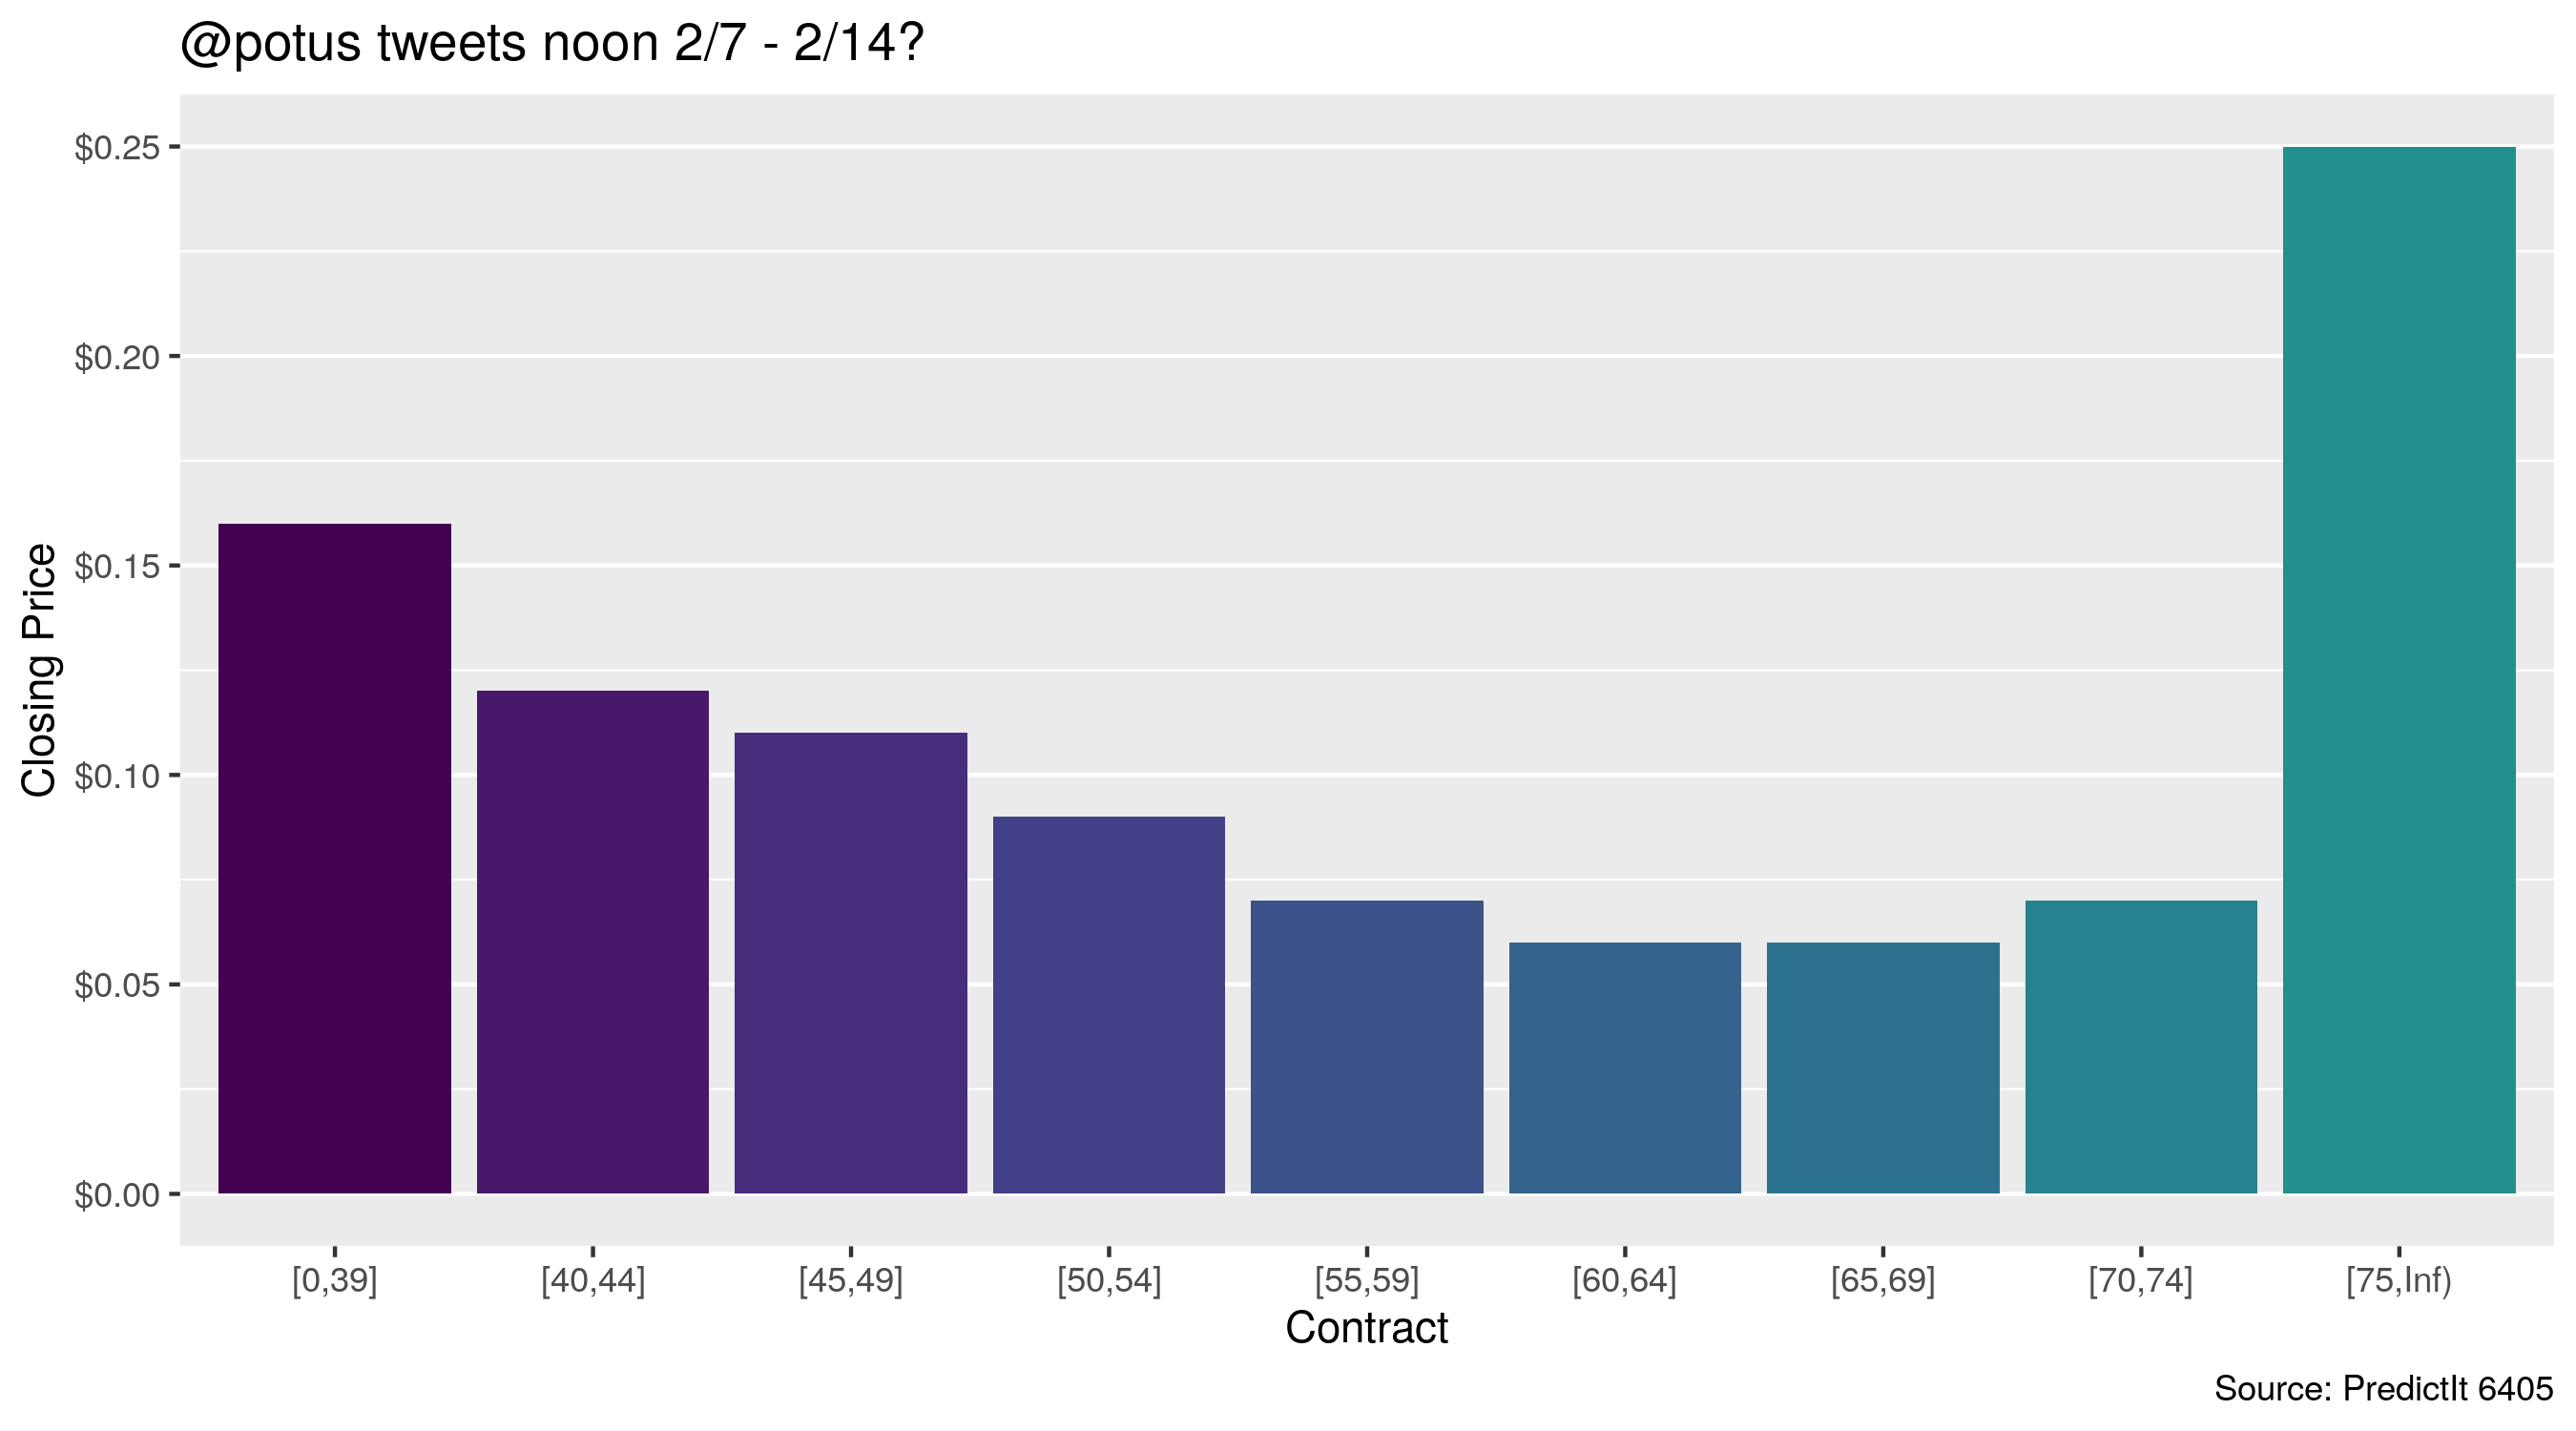 @potus tweets noon 2/7 - 2/14?
$0.25
$0.20
$0.15
$0.10
$0.05
$0.00
Closing Price
[0,39] [40,44] [45,49] [50,54] [55,59] [60,64] [65,69] [70,74] [75,Inf)
Contract
Source: PredictIt 6405